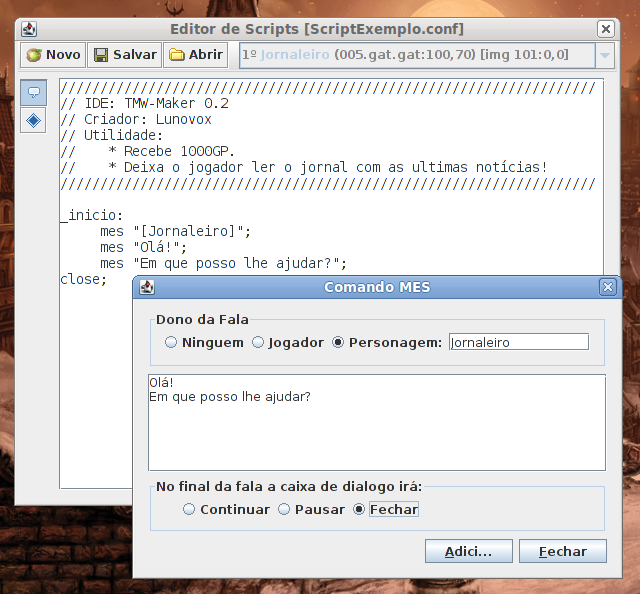 Editor de Scripts [ScriptExemplo.conf]
Novo Salvar Abrir 1º Jornaleiro (005.gat.gat:100,70) [img 101:0,0]
///////////////////////////////////////////////////////////////////
// IDE: TMW-Maker 0.2
// Criador: Lunovox
// Utilidade:
//    * Recebe 1000GP.
//    * Deixa o jogador ler o jornal com as ultimas notícias!
///////////////////////////////////////////////////////////////////
_inicio:
mes "[Jornaleiro]";
mes "Olá!";
mes "Em que posso lhe ajudar?";
close;
Comando MES
Dono da Fala
Ninguem Jogador Personagem: Jornaleiro
Olá!
Em que posso lhe ajudar?
No final da fala a caixa de dialogo irá:
Continuar Pausar Fechar
Adici... Fechar